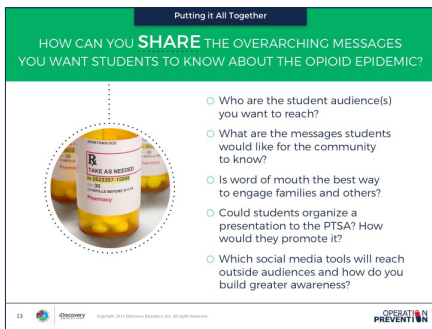 Putting it All Together
HOW CAN YOU SHARE THE OVERARCHING MESSAGES
YOU WANT STUDENTS TO KNOW ABOUT THE OPIOID EPIDEMIC?
JONATHAN DOE
Rx
TAKE AS NEEDED
Pharmacy
Who are the student audience(s)
you want to reach?
What are the messages students
would like for the community
to know?
Is word of mouth the best way
to engage families and others?
Could students organize a
presentation to the PTSA? How
would they promote it?
Which social media tools will reach
outside audiences and how do you
build greater awareness?
13
Discovery
Copyright 2017 Discovery Education, Inc. All Rights Reserved.
OPERATION
PREVENTION